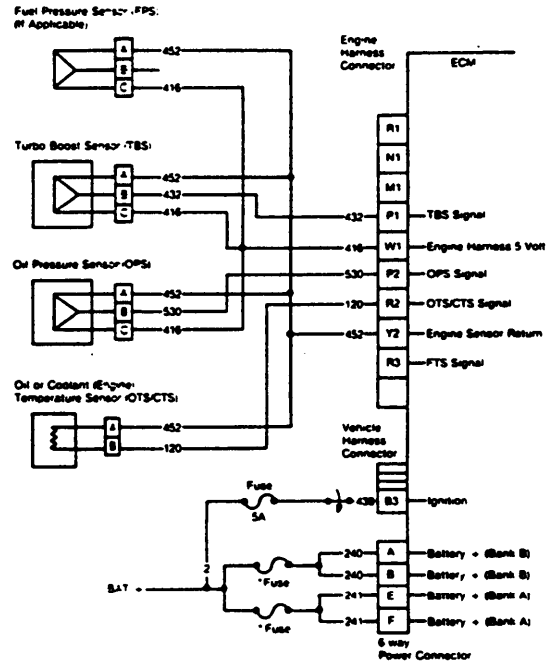 Fuel Pressure Sensor (FPS)
(If Applicable)
A
452
B
C
416
Engine
Harness
Connector
ECM
Turbo Boost Sensor (TBS)
A
452
B
432
C
416
R1
N1
M1
432
P1
TBS Signal
416
W1
Engine Harness 5 Volt
530
P2
OPS Signal
120
R2
OTS/CTS Signal
452
Y2
Engine Sensor Return
R3
FTS Signal
Oil Pressure Sensor (OPS)
A
452
B
530
C
416
Oil or Coolant (Engine)
Temperature Sensor (OTS/CTS)
A
452
B
120
Vehicle
Harness
Connector
Fuse
5A
439
B3
Ignition
2
BAT +
*Fuse
240
A
Battery + (Bank B)
240
B
Battery + (Bank B)
*Fuse
241
E
Battery + (Bank A)
241
F
Battery + (Bank A)
6 way
Power Connector